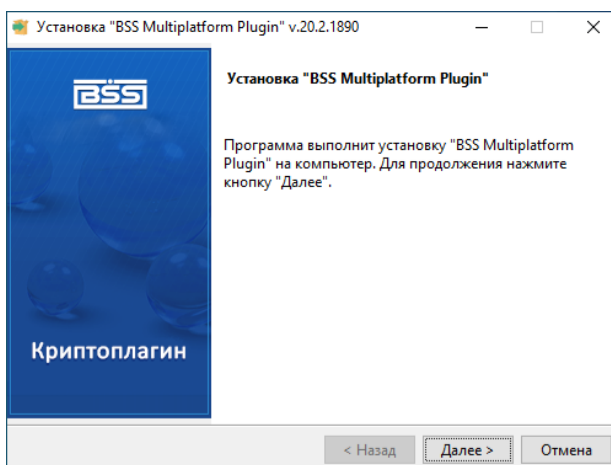 Установка "BSS Multiplatform Plugin" v.20.2.1890
BSS
Установка "BSS Multiplatform Plugin"
Программа выполнит установку "BSS Multiplatform
Plugin" на компьютер. Для продолжения нажмите
кнопку "Далее".
Криптоплагин
< Назад
Далее >
Отмена